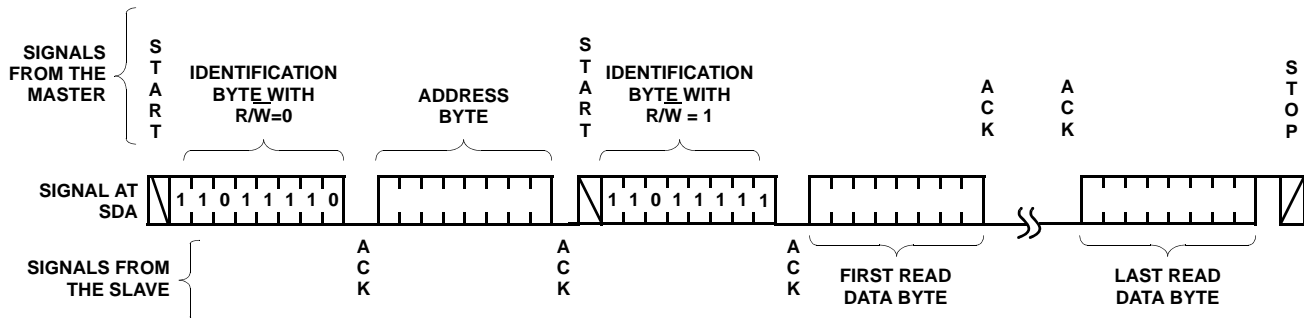 SIGNALS
FROM THE
MASTER
START
IDENTIFICATION
BYTE WITH
R/W=0
ADDRESS
BYTE
START
IDENTIFICATION
BYTE WITH
R/W = 1
ACK
ACK
STOP
SIGNAL AT
SDA
1 1 0 1 1 1 1 0
1 1 0 1 1 1 1 1
SIGNALS FROM
THE SLAVE
ACK
ACK
ACK
FIRST READ
DATA BYTE
LAST READ
DATA BYTE